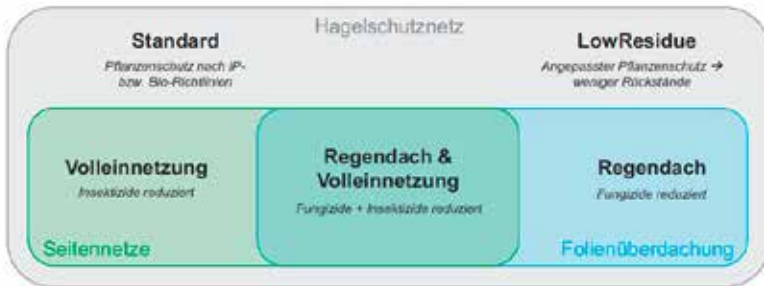 Hagelschutznetz
Standard
Pflanzenschutz nach IP-
bzw. Bio-Richtlinien
LowResidue
Angepasster Pflanzenschutz →
weniger Rückstände
Volleinnetzung
Insektizide reduziert
Regendach &
Volleinnetzung
Fungizide + Insektizide reduziert
Regendach
Fungizide reduziert
Seitennetze
Folienüberdachung